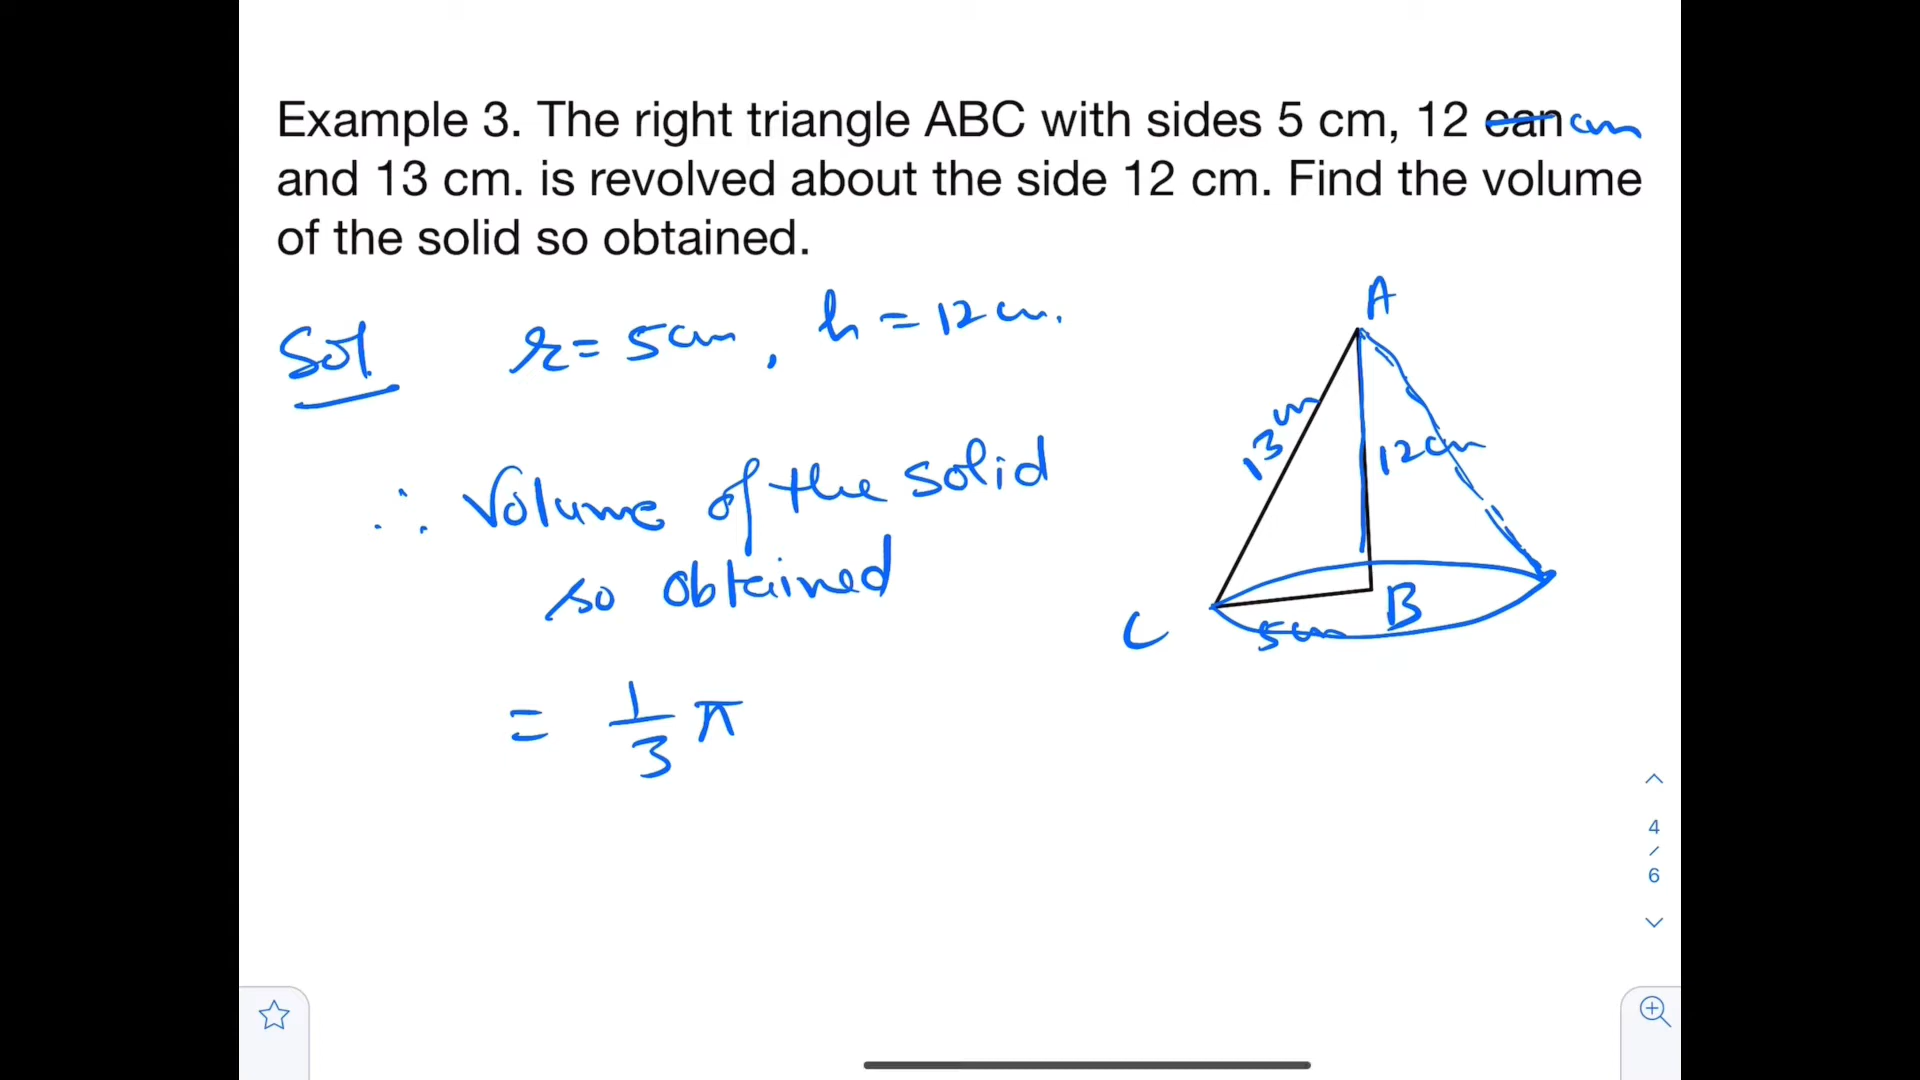 Example 3. The right triangle ABC with sides 5 cm, 12 can cm
and 13 cm. is revolved about the side 12 cm. Find the volume
of the solid so obtained.
Sol r = 5cm, h = 12cm.
∴ Volume of the solid
so obtained
= 1/3 π
A
13cm
12cm
B
C
5cm
4
/
6